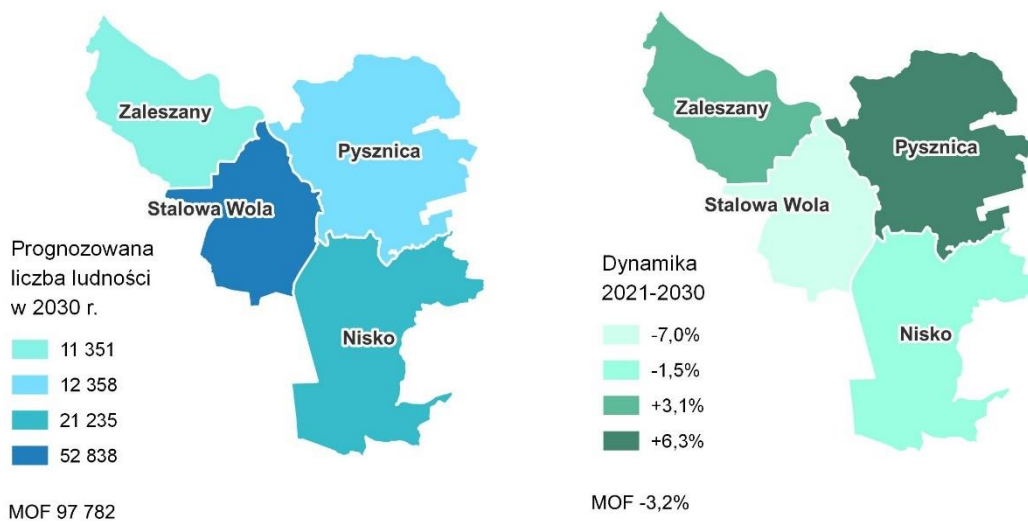 Zaleszany
Pysznica
Stalowa Wola
Nisko
Prognozowana
liczba ludności
w 2030 r.
11 351
12 358
21 235
52 838
MOF 97 782
Zaleszany
Pysznica
Stalowa Wola
Nisko
Dynamika
2021-2030
-7,0%
-1,5%
+3,1%
+6,3%
MOF -3,2%